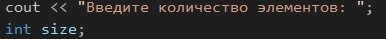 cout << "Введите количество элементов: ";
int size;